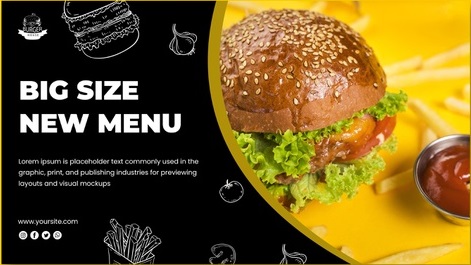 BURGER
BIG SIZE
NEW MENU
Lorem ipsum is placeholder text commonly used in the
graphic, print, and publishing industries for previewing
layouts and visual mockups
www.yoursite.com